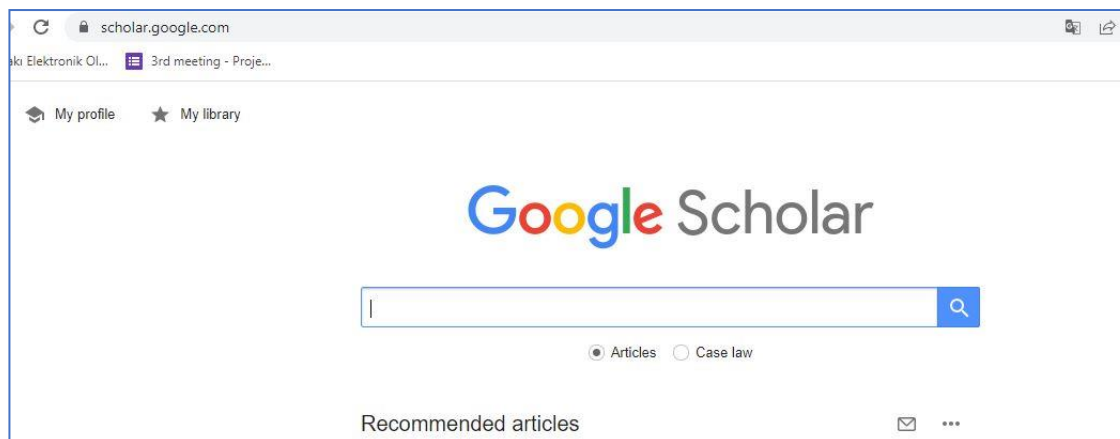 scholar.google.com
akı Elektronik Ol... 3rd meeting - Proje...
My profile My library
Google Scholar
Articles Case law
Recommended articles